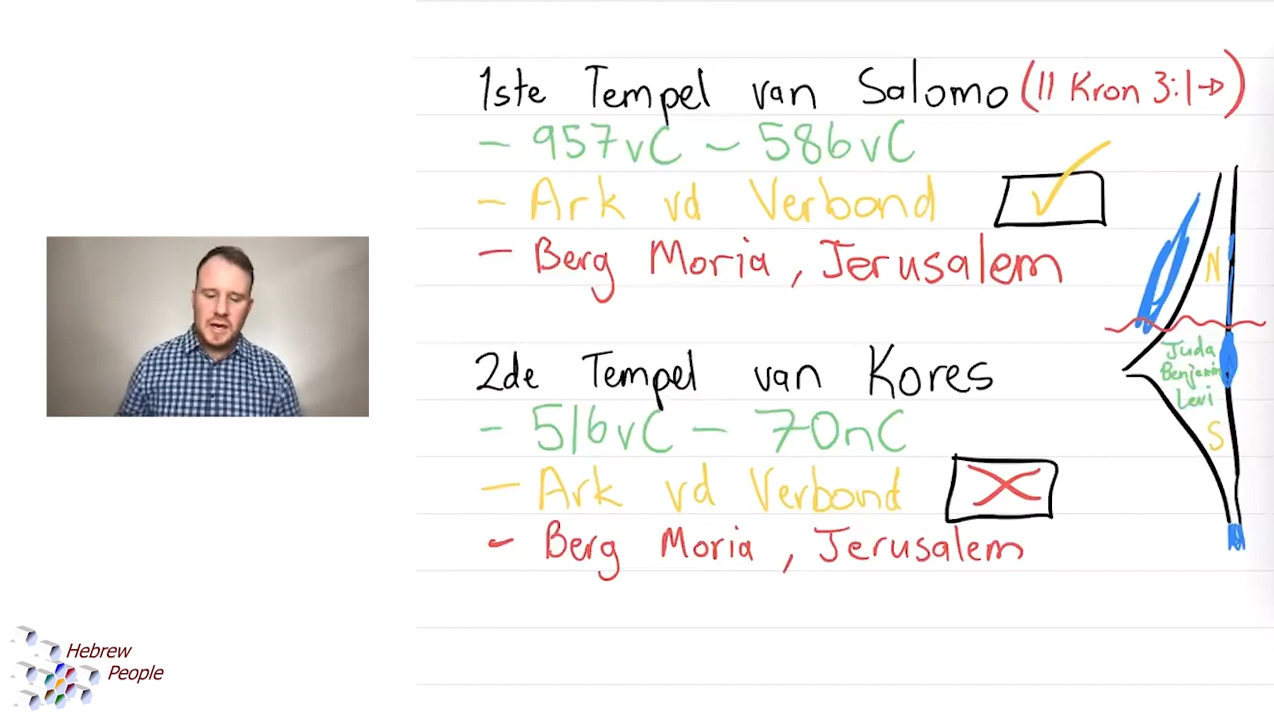 1ste Tempel van Salomo (II Kron 3:1→)
- 957vC - 586vC
- Ark vd Verbond
- Berg Moria, Jerusalem
2de Tempel van Kores
- 516vC - 70nC
- Ark vd Verbond
- Berg Moria, Jerusalem
N
Juda
Benjamin
Levi
S
Hebrew
People